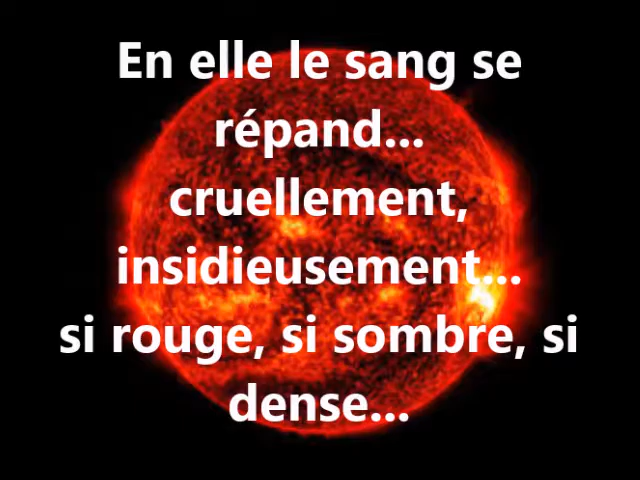 En elle le sang se
répand...
cruellement,
insidieusement...
si rouge, si sombre, si
dense...